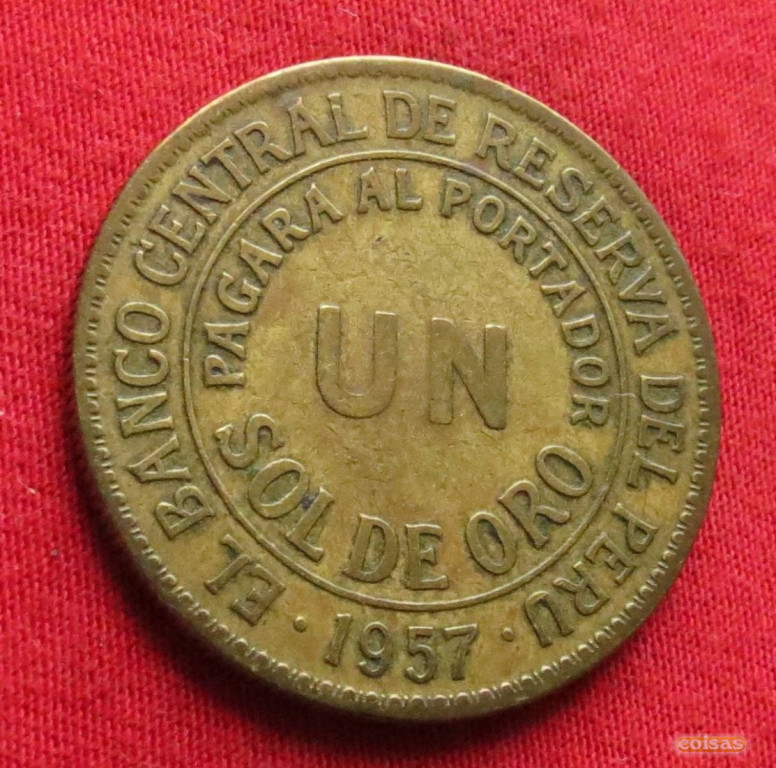 EL BANCO CENTRAL DE RESERVA DEL PERU
PAGARA AL PORTADOR
UN
SOL DE ORO
· 1957 ·
coisas